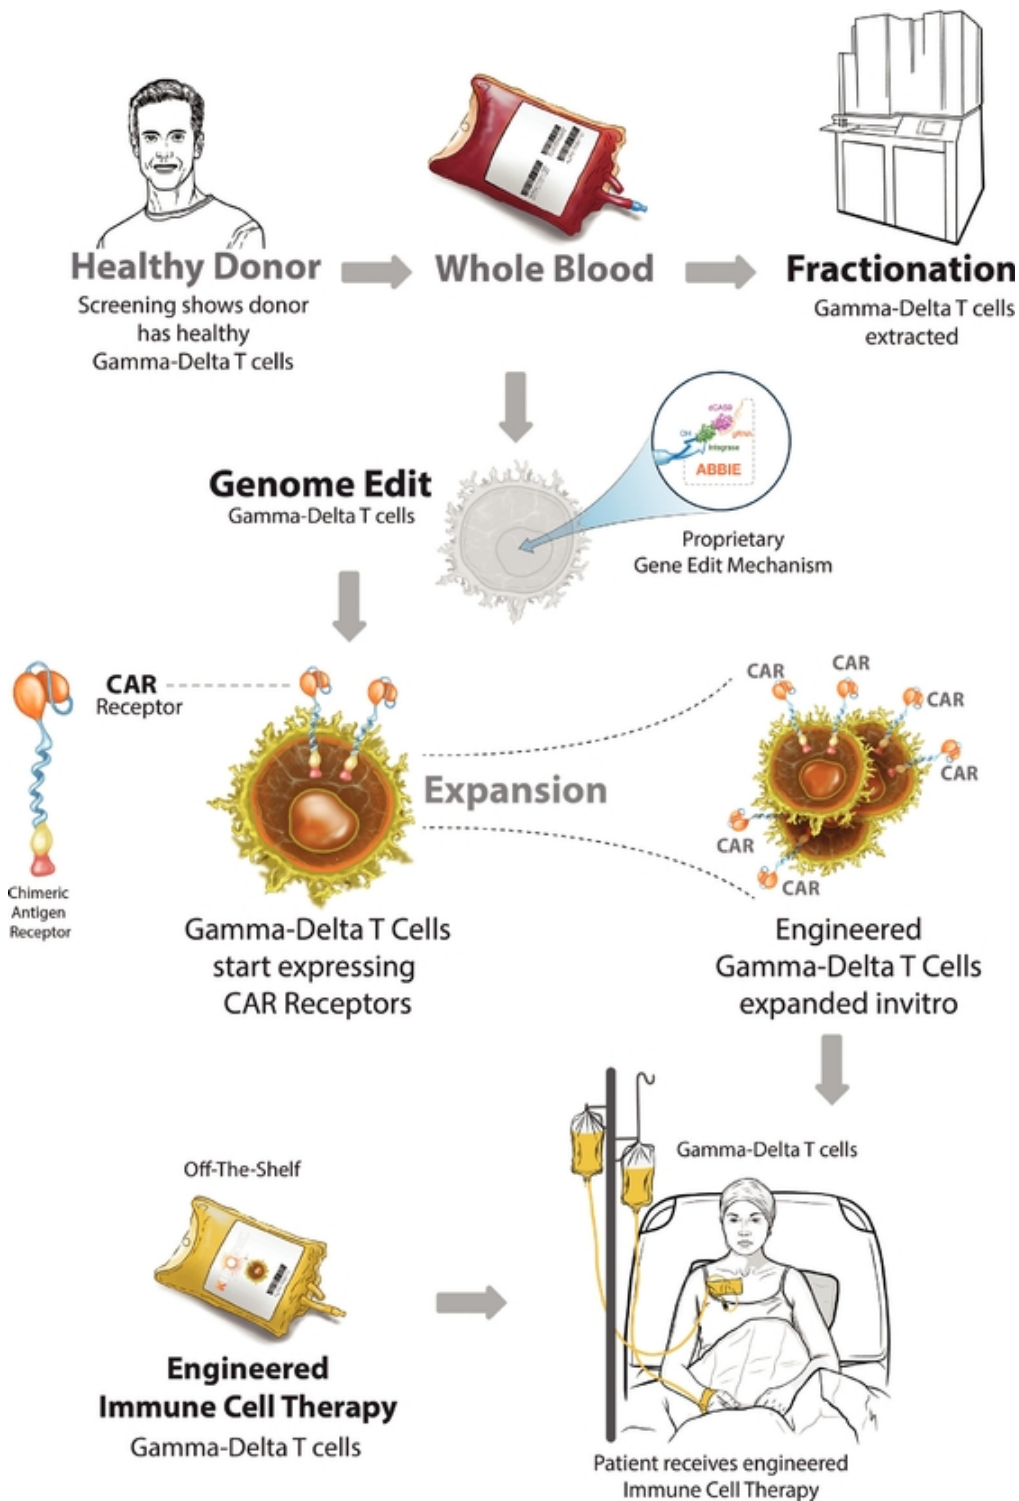 Healthy Donor
Screening shows donor
has healthy
Gamma-Delta T cells
Whole Blood
Fractionation
Gamma-Delta T cells
extracted
Genome Edit
Gamma-Delta T cells
OH
Integrase
ABBIE
Proprietary
Gene Edit Mechanism
CAR
Receptor
Chimeric
Antigen
Receptor
Expansion
CAR
CAR
CAR
CAR
CAR
CAR
Gamma-Delta T Cells
start expressing
CAR Receptors
Engineered
Gamma-Delta T Cells
expanded invitro
Off-The-Shelf
Engineered
Immune Cell Therapy
Gamma-Delta T cells
Gamma-Delta T cells
Patient receives engineered
Immune Cell Therapy